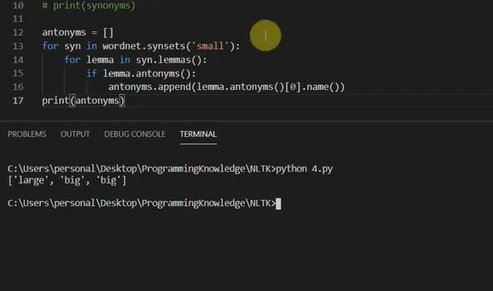 10 # print(synonyms)
11
12 antonyms = []
13 for syn in wordnet.synsets('small'):
14 for lemma in syn.lemmas():
15 if lemma.antonyms():
16 antonyms.append(lemma.antonyms()[0].name())
17 print(antonyms)
PROBLEMS OUTPUT DEBUG CONSOLE TERMINAL
C:\Users\personal\Desktop\ProgrammingKnowledge\NLTK>python 4.py
['large', 'big', 'big']
C:\Users\personal\Desktop\ProgrammingKnowledge\NLTK>